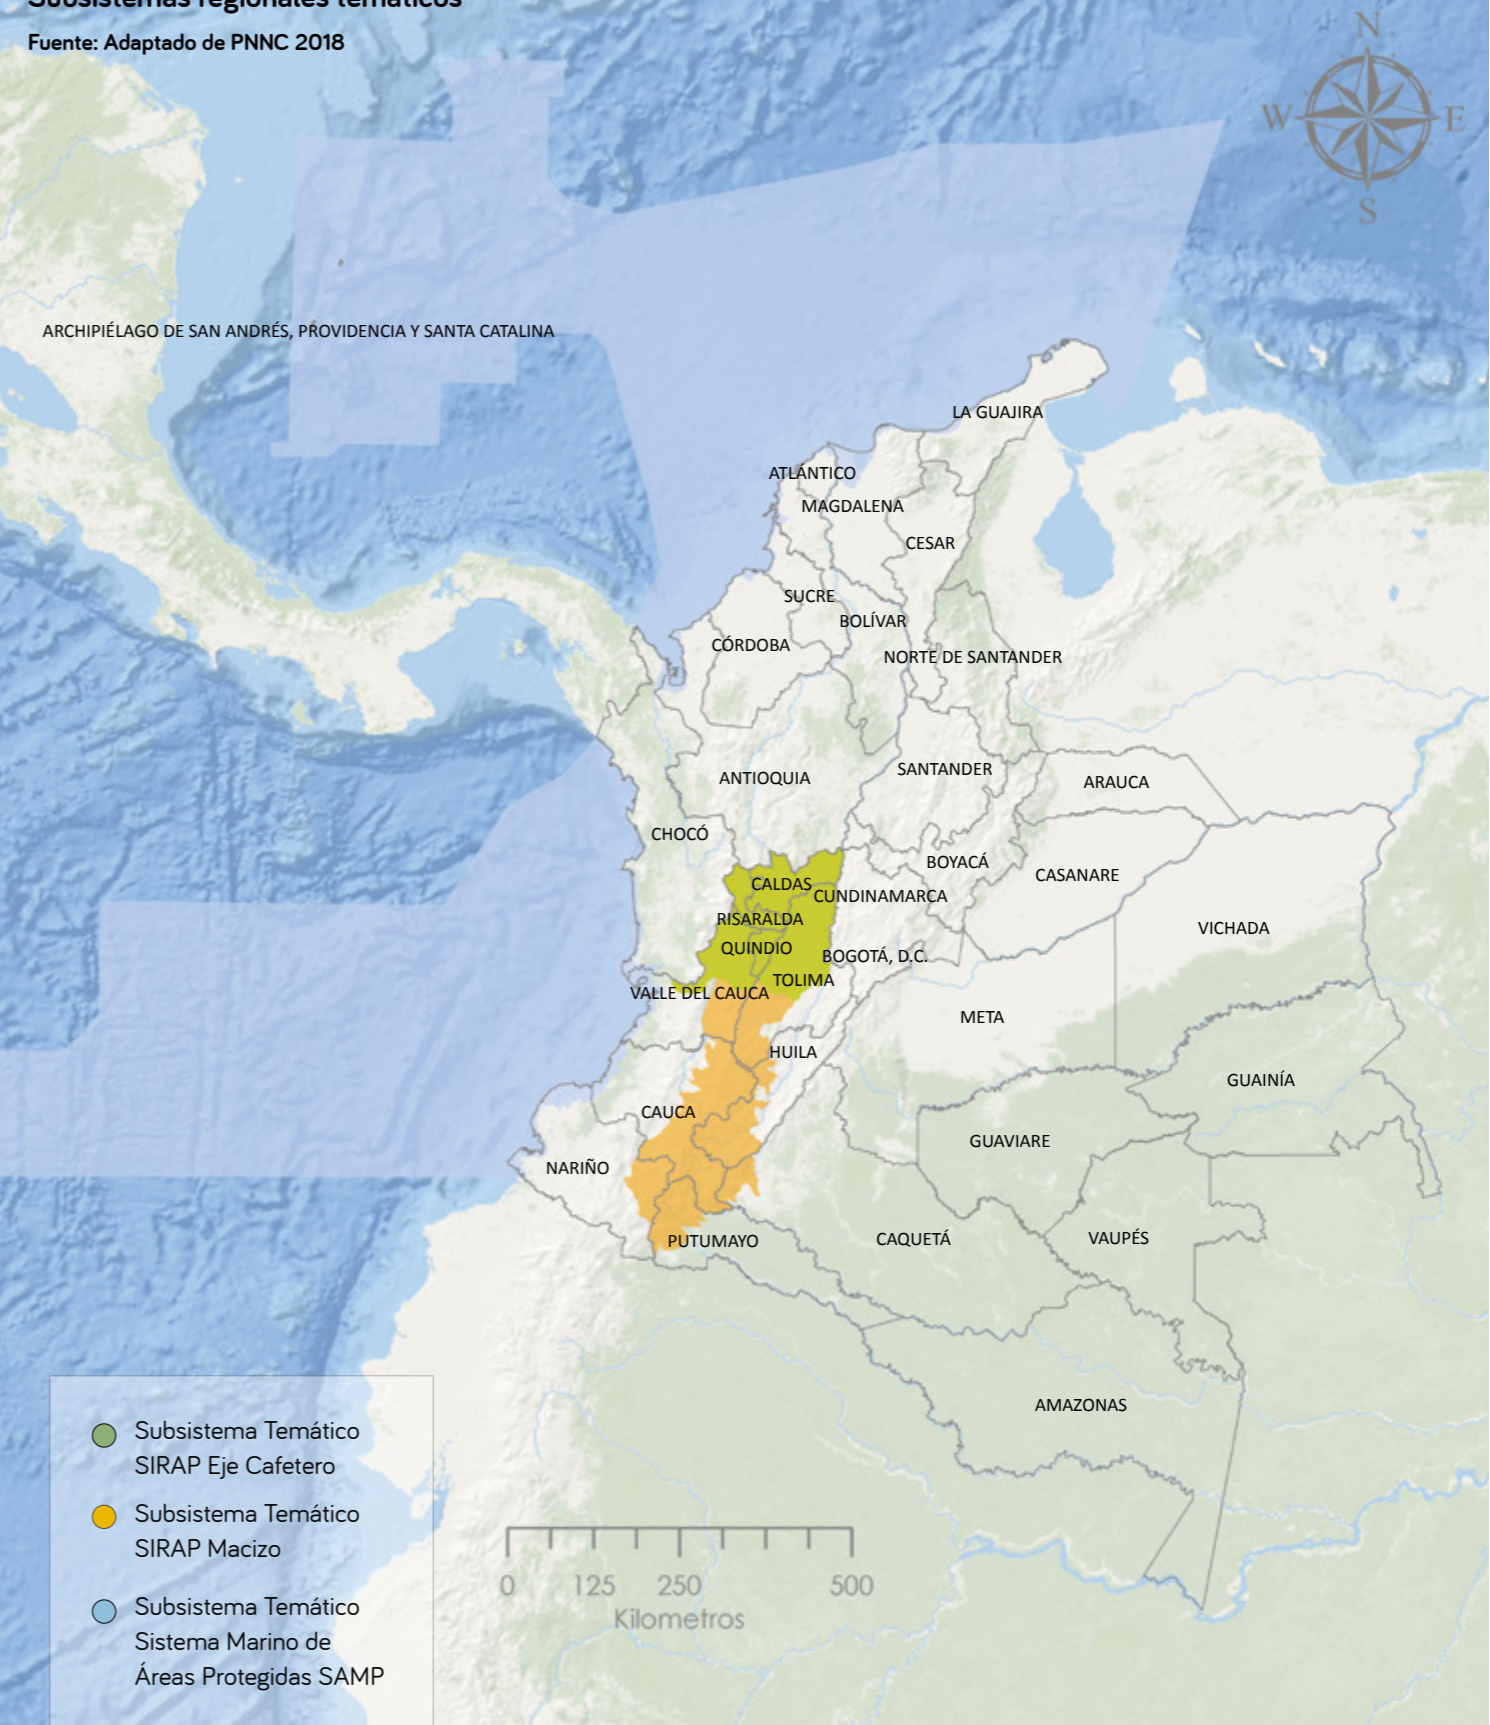 Subsistemas regionales temáticos
Fuente: Adaptado de PNNC 2018
N
W
E
S
ARCHIPIÉLAGO DE SAN ANDRÉS, PROVIDENCIA Y SANTA CATALINA
LA GUAJIRA
ATLÁNTICO
MAGDALENA
CESAR
SUCRE
BOLÍVAR
CÓRDOBA
NORTE DE SANTANDER
ANTIOQUIA
SANTANDER
ARAUCA
CHOCÓ
BOYACÁ
CASANARE
CALDAS
CUNDINAMARCA
RISARALDA
VICHADA
QUINDIO
BOGOTÁ, D.C.
TOLIMA
VALLE DEL CAUCA
META
HUILA
GUAINÍA
CAUCA
GUAVIARE
NARIÑO
PUTUMAYO
CAQUETÁ
VAUPÉS
AMAZONAS
Subsistema Temático
SIRAP Eje Cafetero
Subsistema Temático
SIRAP Macizo
Subsistema Temático
Sistema Marino de
Áreas Protegidas SAMP
0 125 250 500
Kilometros